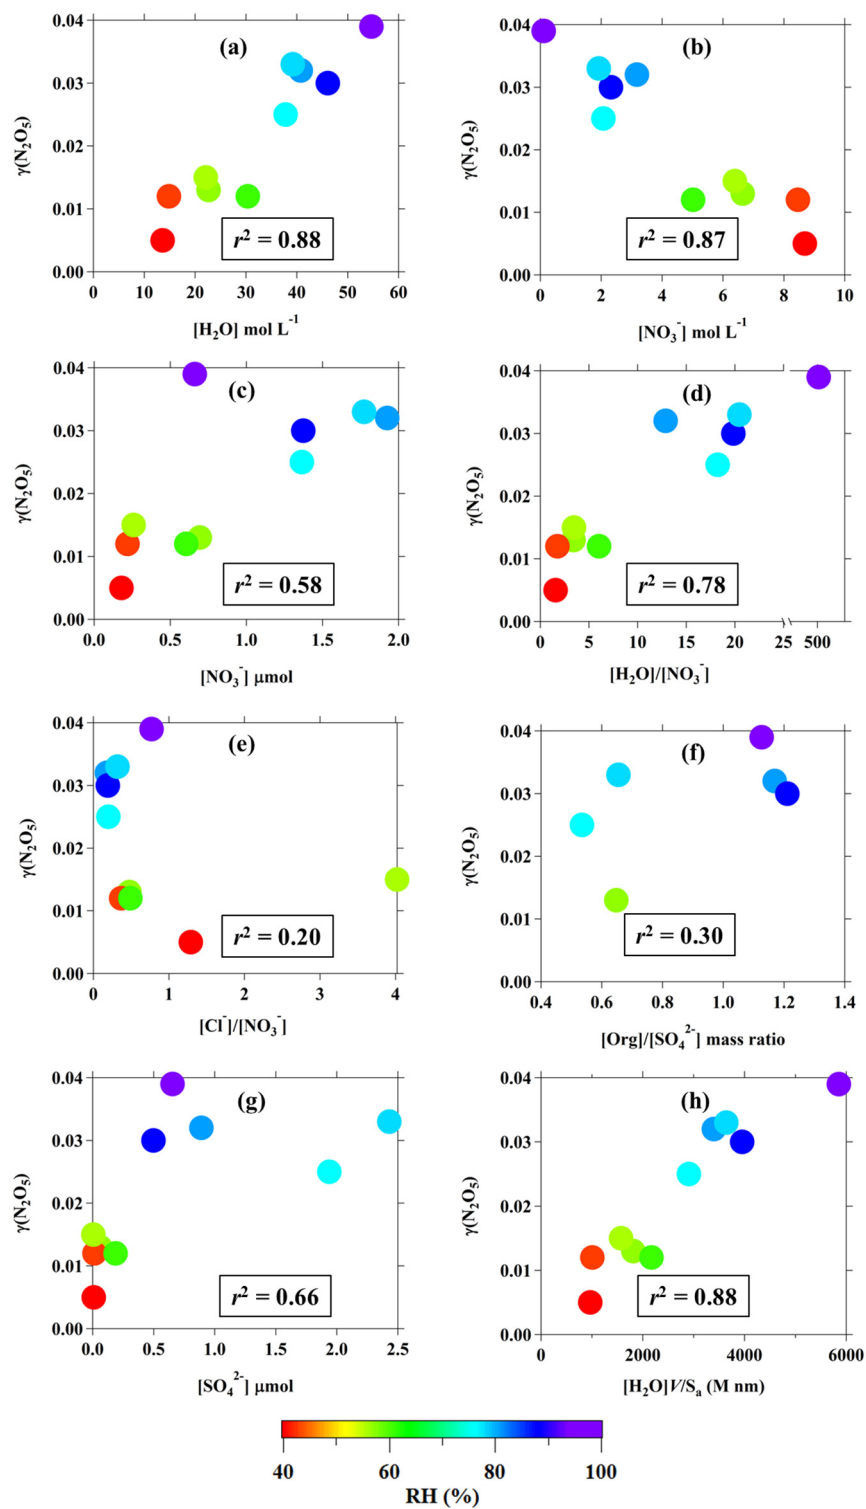 (a)
γ(N₂O₅)
0.04
0.03
0.02
0.01
0.00
r² = 0.88
0 10 20 30 40 50 60
[H₂O] mol L⁻¹
(b)
γ(N₂O₅)
0.04
0.03
0.02
0.01
0.00
r² = 0.87
0 2 4 6 8 10
[NO₃⁻] mol L⁻¹
(c)
γ(N₂O₅)
0.04
0.03
0.02
0.01
0.00
r² = 0.58
0.0 0.5 1.0 1.5 2.0
[NO₃⁻] μmol
(d)
γ(N₂O₅)
0.04
0.03
0.02
0.01
0.00
r² = 0.78
0 5 10 15 20 25 500
[H₂O]/[NO₃⁻]
(e)
γ(N₂O₅)
0.04
0.03
0.02
0.01
0.00
r² = 0.20
0 1 2 3 4
[Cl⁻]/[NO₃⁻]
(f)
γ(N₂O₅)
0.04
0.03
0.02
0.01
0.00
r² = 0.30
0.4 0.6 0.8 1.0 1.2 1.4
[Org]/[SO₄²⁻] mass ratio
(g)
γ(N₂O₅)
0.04
0.03
0.02
0.01
0.00
r² = 0.66
0.0 0.5 1.0 1.5 2.0 2.5
[SO₄²⁻] μmol
(h)
γ(N₂O₅)
0.04
0.03
0.02
0.01
0.00
r² = 0.88
0 2000 4000 6000
[H₂O]V/Sₐ (M nm)
40 60 80 100
RH (%)